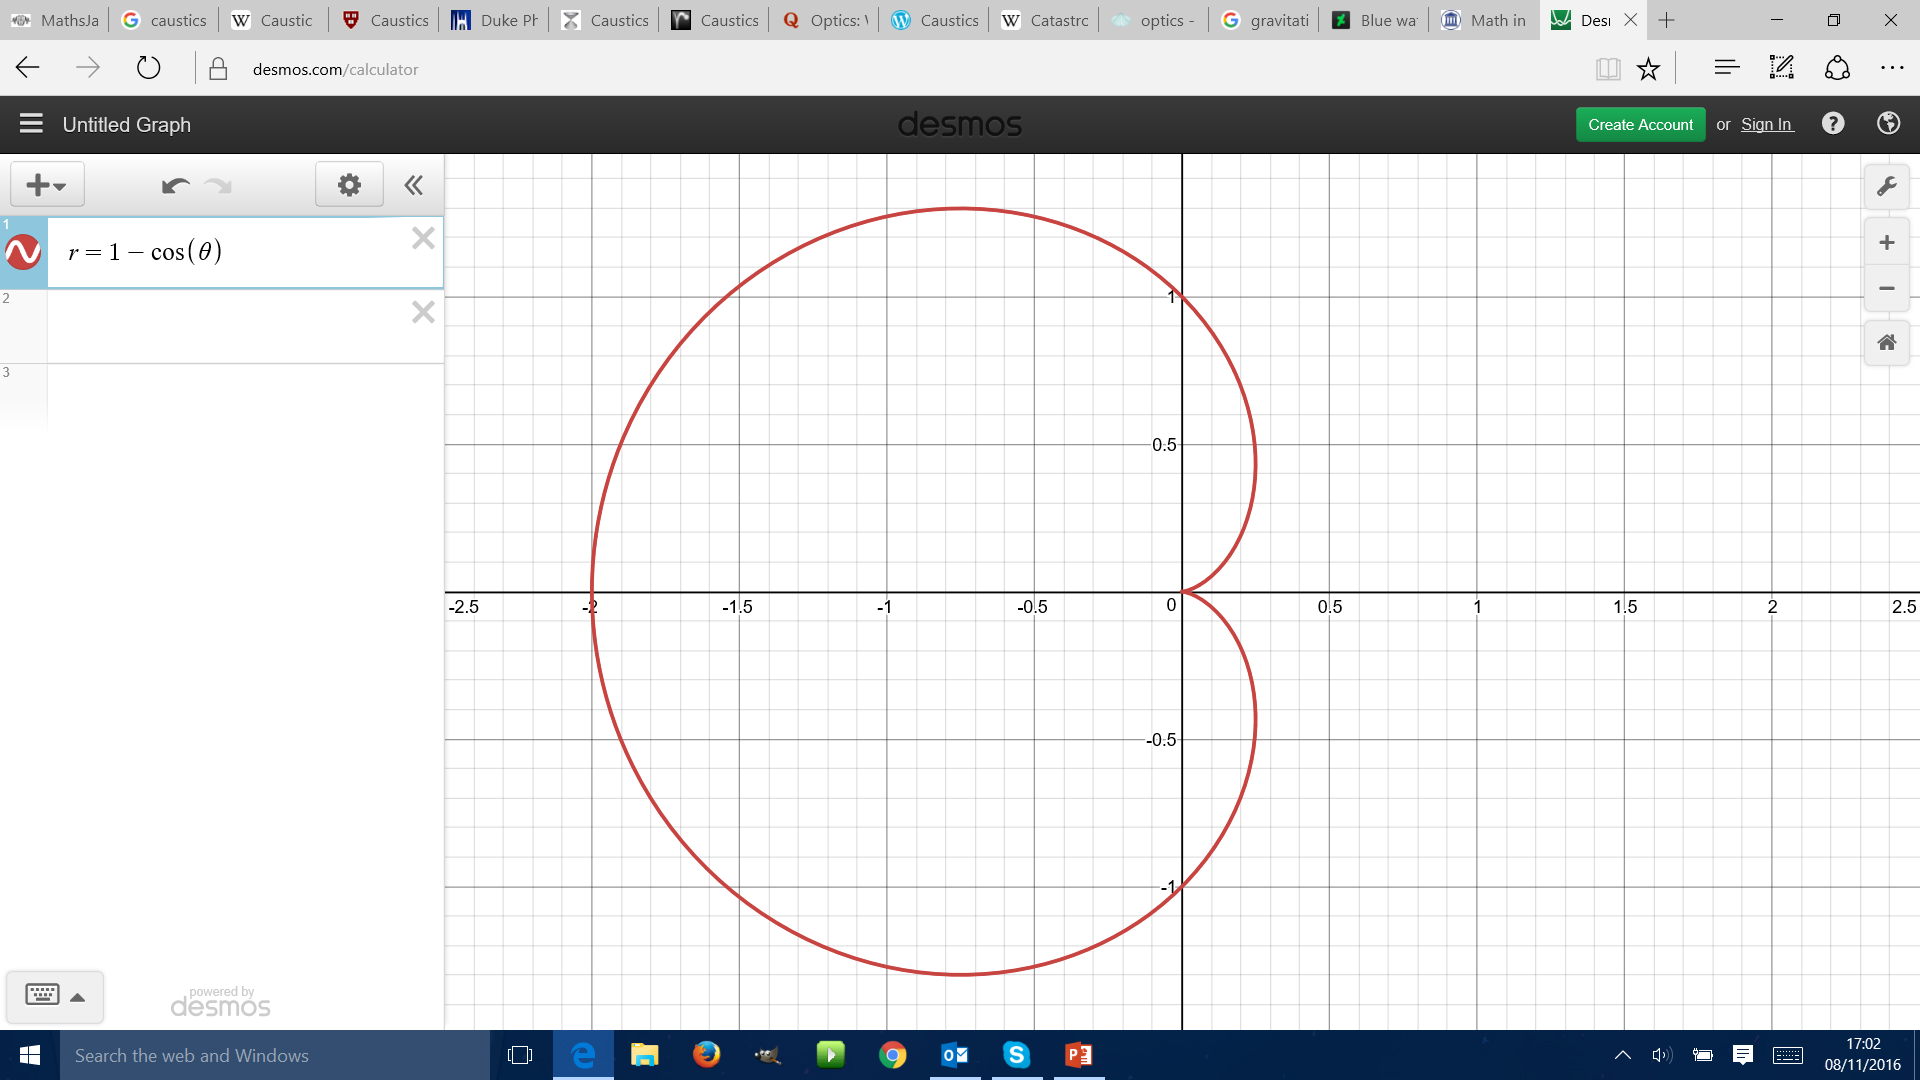 MathsJa
caustics
Caustic
Caustics
Duke Ph
Caustics
Caustics
Optics: \
Caustics
Catastrc
optics -
gravitati
Blue wa
Math in
Desi
desmos.com/calculator
Untitled Graph
desmos
Create Account or Sign In
1
r = 1 − cos(θ)
2
3
1
0.5
-2.5 -2 -1.5 -1 -0.5 0 0.5 1 1.5 2 2.5
-0.5
-1
powered by
desmos
Search the web and Windows
17:02
08/11/2016